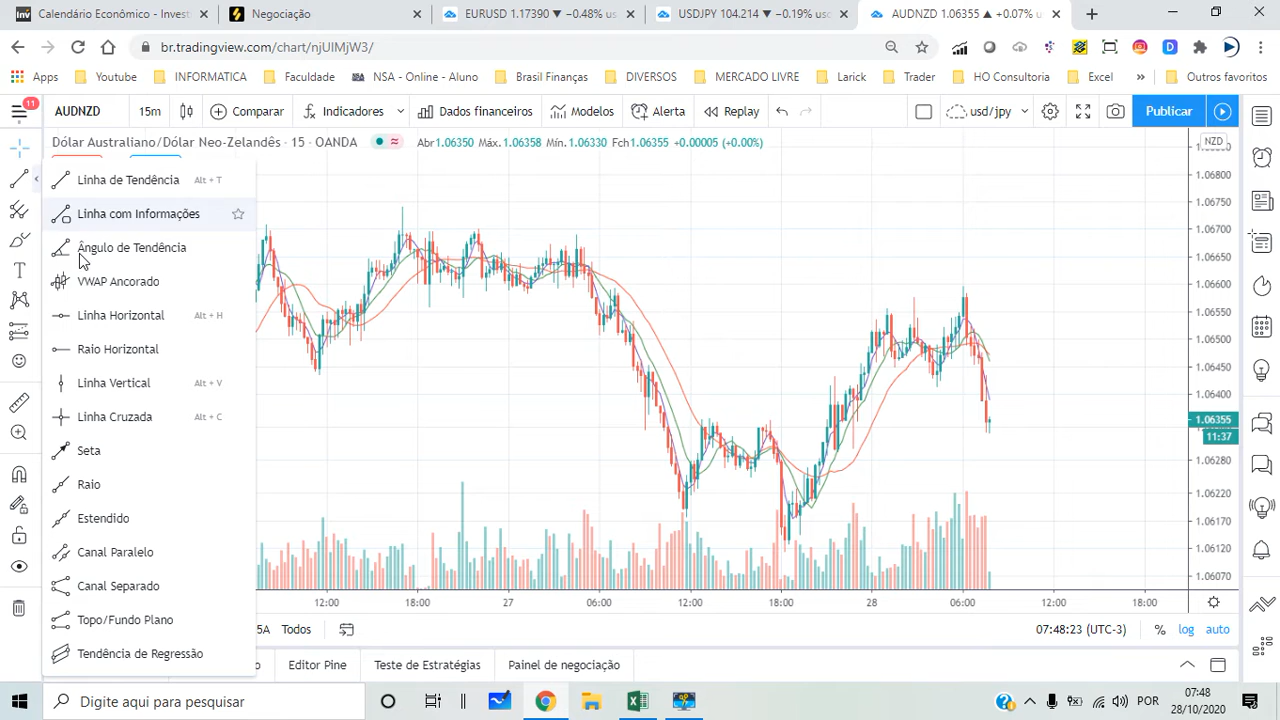 Calendário Econômico - Invest
Negociação
EURUSD 1.17390 ▼ −0.48% us
USDJPY 104.214 ▼ −0.19% us
AUDNZD 1.06355 ▲ +0.07% u
br.tradingview.com/chart/njUIMjW3/
Apps
Youtube
INFORMATICA
Faculdade
NSA - Online - Aluno
Brasil Finanças
DIVERSOS
MERCADO LIVRE
Larick
Trader
HO Consultoria
Excel
»
Outros favoritos
11
AUDNZD
15m
Comparar
Indicadores
Dados financeiros
Modelos
Alerta
Replay
usd/jpy
Publicar
Dólar Australiano/Dólar Neo-Zelandês · 15 · OANDA
Abr1.06350 Máx.1.06358 Mín.1.06330 Fch1.06355 +0.00005 (+0.00%)
NZD
Linha de Tendência Alt + T
Linha com Informações
Ângulo de Tendência
VWAP Ancorado
Linha Horizontal Alt + H
Raio Horizontal
Linha Vertical Alt + V
Linha Cruzada Alt + C
Seta
Raio
Estendido
Canal Paralelo
Canal Separado
Topo/Fundo Plano
Tendência de Regressão
1.06800
1.06700
1.06650
1.06600
1.06550
1.06500
1.06450
1.06400
1.06355
11:37
1.06280
1.06220
1.06170
1.06120
1.06070
12:00
18:00
27
06:00
12:00
18:00
28
06:00
12:00
18:00
5A
Todos
07:48:23 (UTC-3)
%
log
auto
Editor Pine
Teste de Estratégias
Painel de negociação
Digite aqui para pesquisar
POR
07:48
28/10/2020